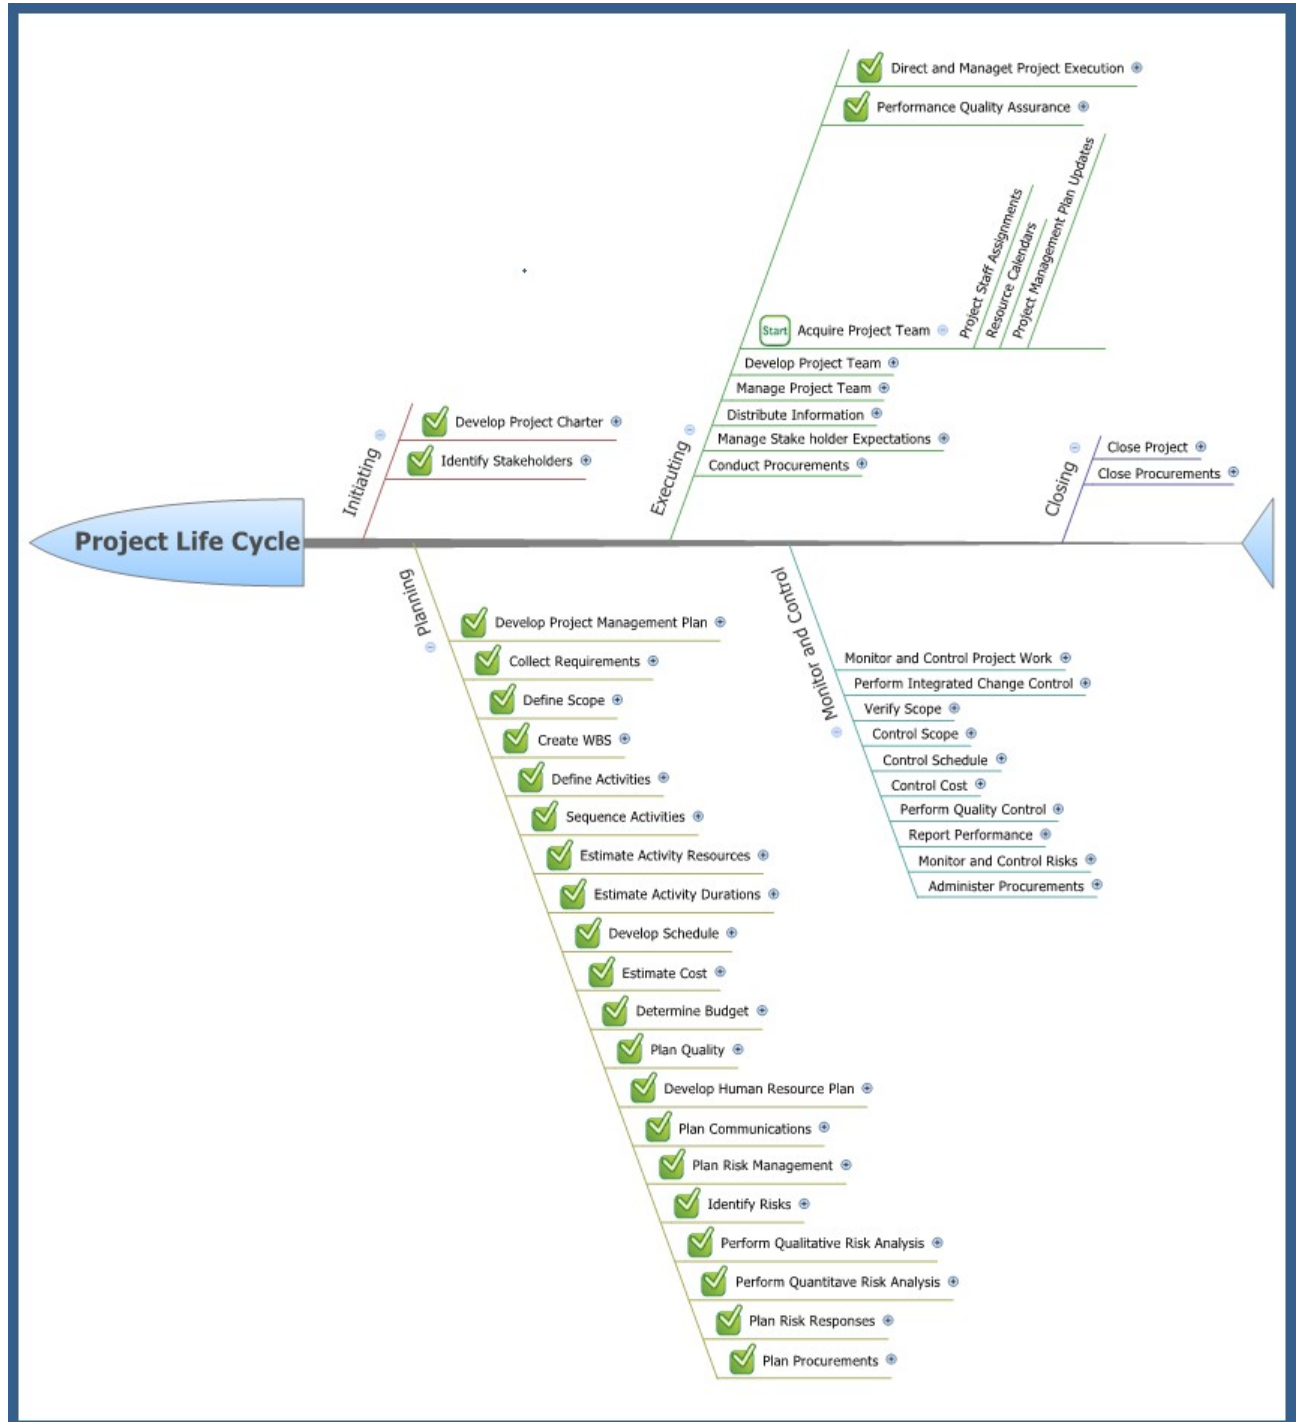 Direct and Managet Project Execution
Performance Quality Assurance
Project Staff Assignments
Resource Calendars
Project Management Plan Updates
Start Acquire Project Team
Develop Project Team
Manage Project Team
Distribute Information
Manage Stake holder Expectations
Conduct Procurements
Executing
Develop Project Charter
Identify Stakeholders
Initiating
Close Project
Close Procurements
Closing
Project Life Cycle
Planning
Develop Project Management Plan
Collect Requirements
Define Scope
Create WBS
Define Activities
Sequence Activities
Estimate Activity Resources
Estimate Activity Durations
Develop Schedule
Estimate Cost
Determine Budget
Plan Quality
Develop Human Resource Plan
Plan Communications
Plan Risk Management
Identify Risks
Perform Qualitative Risk Analysis
Perform Quantitave Risk Analysis
Plan Risk Responses
Plan Procurements
Monitor and Control
Monitor and Control Project Work
Perform Integrated Change Control
Verify Scope
Control Scope
Control Schedule
Control Cost
Perform Quality Control
Report Performance
Monitor and Control Risks
Administer Procurements